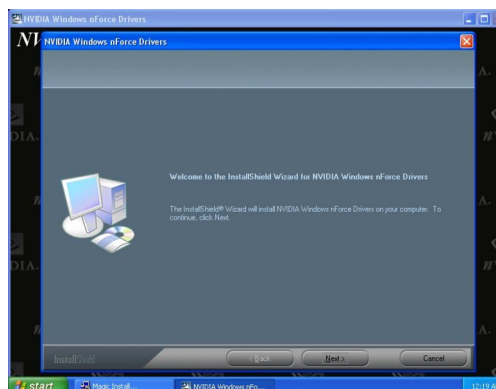 NVIDIA Windows nForce Drivers
NVIDIA Windows nForce Drivers
Welcome to the InstallShield Wizard for NVIDIA Windows nForce Drivers
The InstallShield® Wizard will install NVIDIA Windows nForce Drivers on your computer. To
continue, click Next.
InstallShield
< Back
Next >
Cancel
start
Magic Install...
NVIDIA Windows nFo...
12:19 A